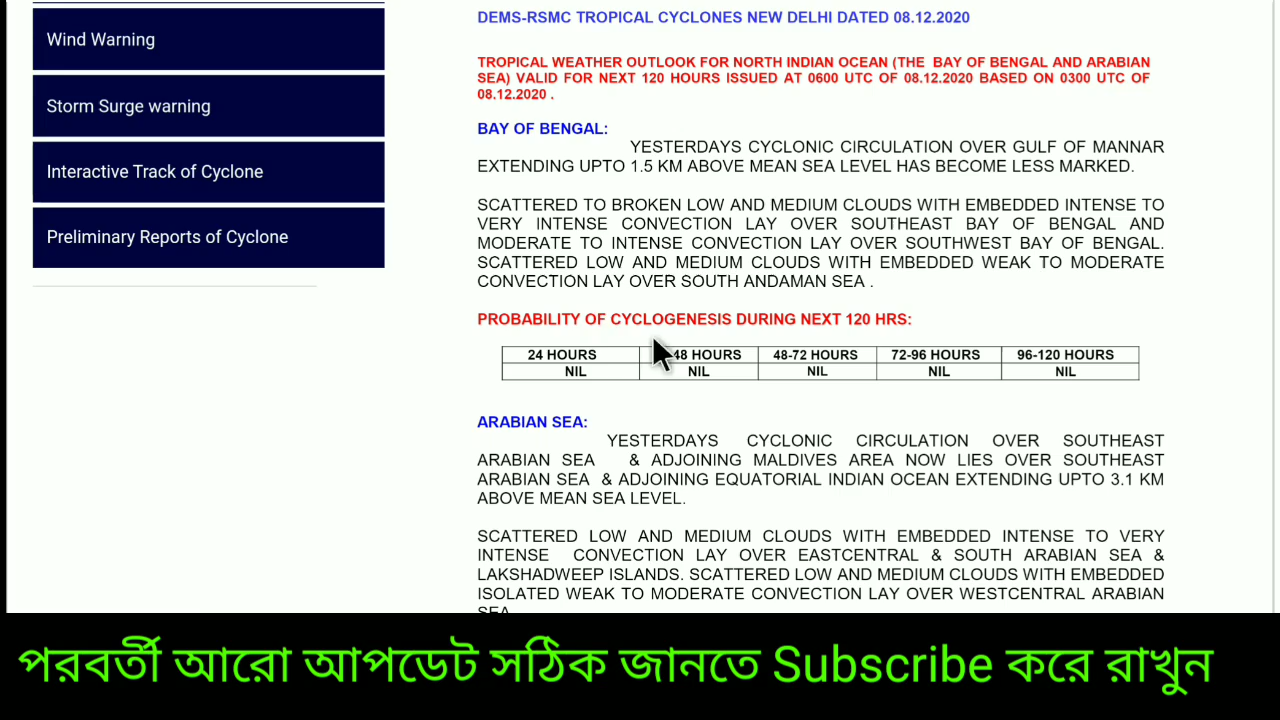 Wind Warning
Storm Surge warning
Interactive Track of Cyclone
Preliminary Reports of Cyclone
DEMS-RSMC TROPICAL CYCLONES NEW DELHI DATED 08.12.2020
TROPICAL WEATHER OUTLOOK FOR NORTH INDIAN OCEAN (THE BAY OF BENGAL AND ARABIAN
SEA) VALID FOR NEXT 120 HOURS ISSUED AT 0600 UTC OF 08.12.2020 BASED ON 0300 UTC OF
08.12.2020 .
BAY OF BENGAL:
YESTERDAYS CYCLONIC CIRCULATION OVER GULF OF MANNAR
EXTENDING UPTO 1.5 KM ABOVE MEAN SEA LEVEL HAS BECOME LESS MARKED.
SCATTERED TO BROKEN LOW AND MEDIUM CLOUDS WITH EMBEDDED INTENSE TO
VERY INTENSE CONVECTION LAY OVER SOUTHEAST BAY OF BENGAL AND
MODERATE TO INTENSE CONVECTION LAY OVER SOUTHWEST BAY OF BENGAL.
SCATTERED LOW AND MEDIUM CLOUDS WITH EMBEDDED WEAK TO MODERATE
CONVECTION LAY OVER SOUTH ANDAMAN SEA .
PROBABILITY OF CYCLOGENESIS DURING NEXT 120 HRS:
24 HOURS 48 HOURS 48-72 HOURS 72-96 HOURS 96-120 HOURS
NIL NIL NIL NIL NIL
ARABIAN SEA:
YESTERDAYS CYCLONIC CIRCULATION OVER SOUTHEAST
ARABIAN SEA & ADJOINING MALDIVES AREA NOW LIES OVER SOUTHEAST
ARABIAN SEA & ADJOINING EQUATORIAL INDIAN OCEAN EXTENDING UPTO 3.1 KM
ABOVE MEAN SEA LEVEL.
SCATTERED LOW AND MEDIUM CLOUDS WITH EMBEDDED INTENSE TO VERY
INTENSE CONVECTION LAY OVER EASTCENTRAL & SOUTH ARABIAN SEA &
LAKSHADWEEP ISLANDS. SCATTERED LOW AND MEDIUM CLOUDS WITH EMBEDDED
ISOLATED WEAK TO MODERATE CONVECTION LAY OVER WESTCENTRAL ARABIAN
SEA
পরবর্তী আরো আপডেট সঠিক জানতে Subscribe করে রাখুন